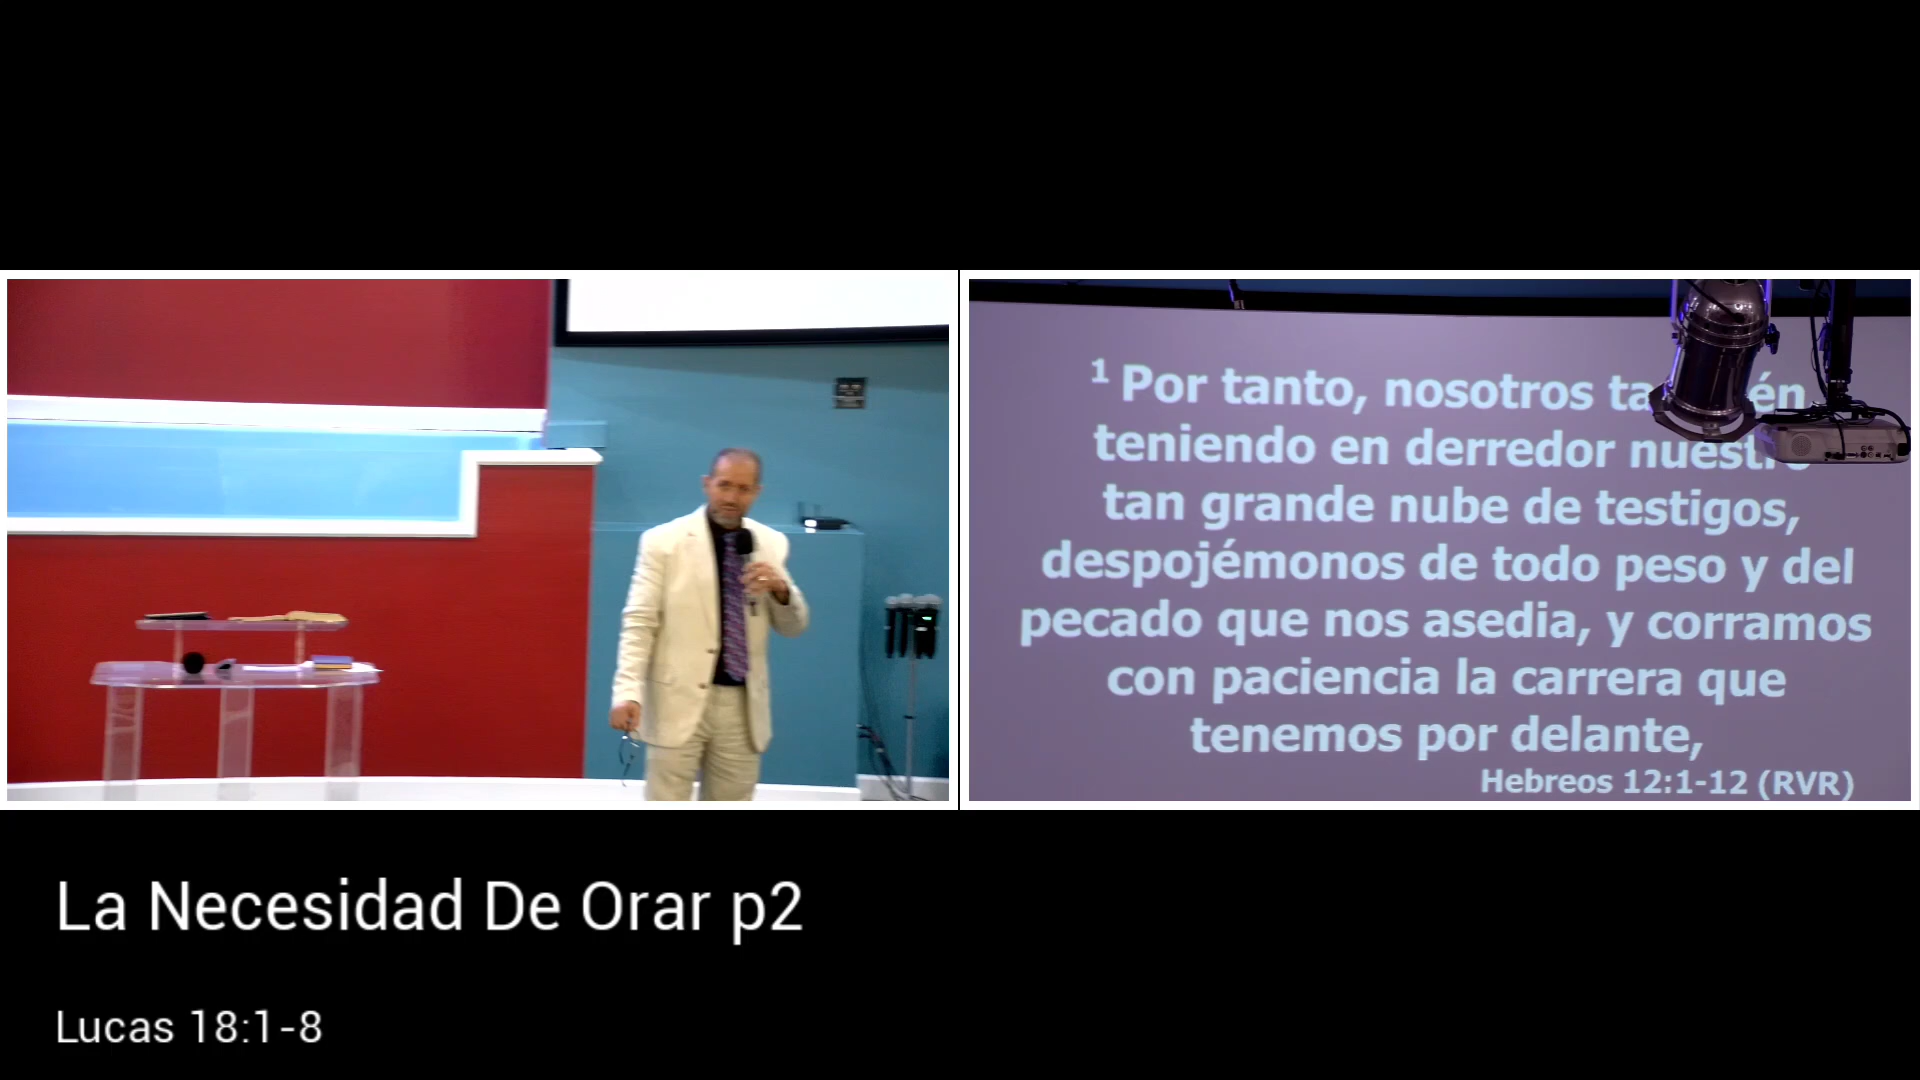 1 Por tanto, nosotros
teniendo en derredor
tan grande nube de testigos,
despojémonos de todo peso y del
pecado que nos asedia, y corramos
con paciencia la carrera que
tenemos por delante,
Hebreos 12:1-12 (RVR)
La Necesidad De Orar p2
Lucas 18:1-8